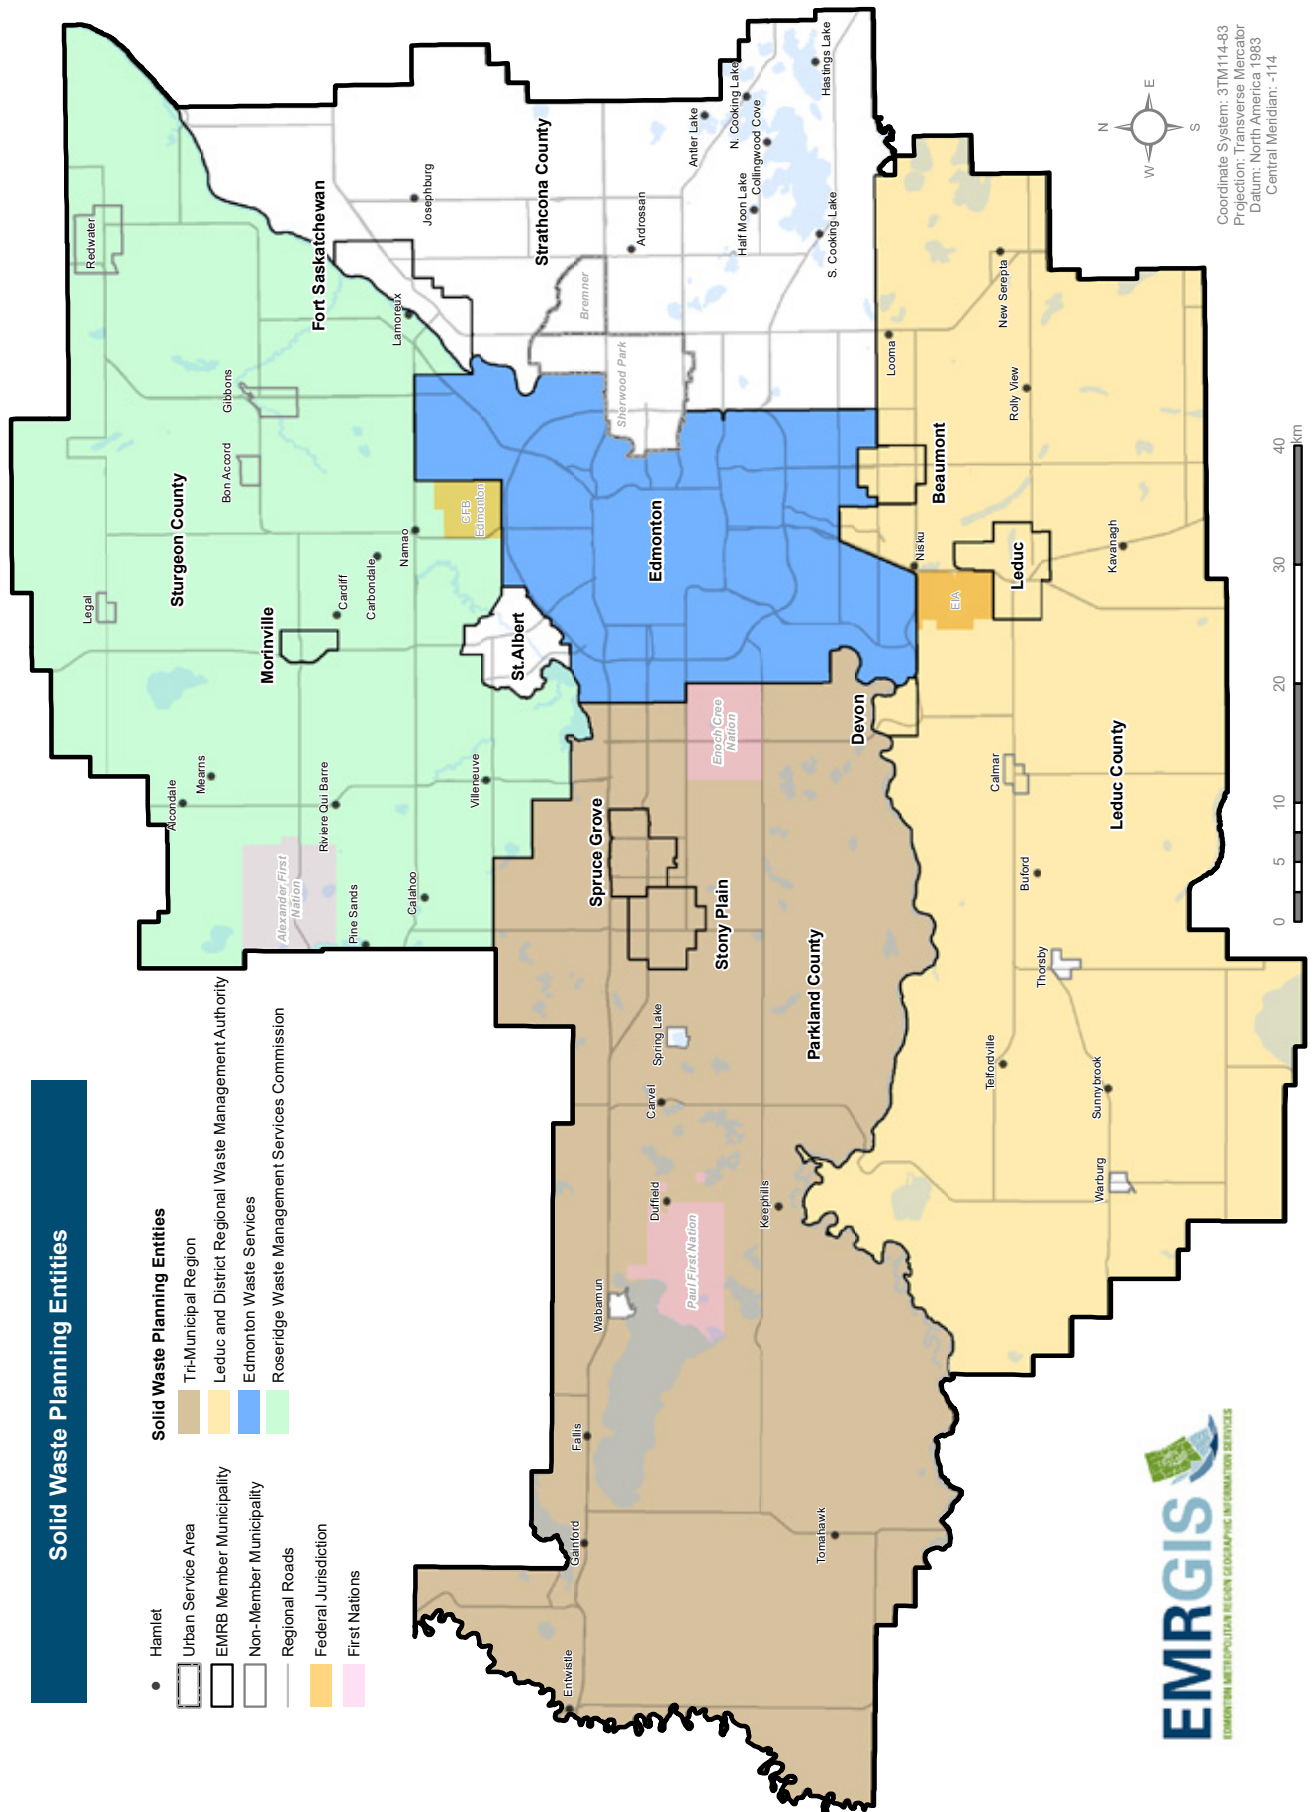 Solid Waste Planning Entities
Hamlet
Urban Service Area
EMRB Member Municipality
Non-Member Municipality
Regional Roads
Federal Jurisdiction
First Nations
Solid Waste Planning Entities
Tri-Municipal Region
Leduc and District Regional Waste Management Authority
Edmonton Waste Services
Roseridge Waste Management Services Commission
Redwater
Legal
Sturgeon County
Bon Accord
Gibbons
Fort Saskatchewan
Lamoreux
Josephburg
Strathcona County
Alcondale
Mearns
Morinville
Cardiff
Carbondale
Namao
Alexander First
Nation
Riviere Qui Barre
Pine Sands
Calahoo
Villeneuve
CFB
Edmonton
St.Albert
Bremner
Sherwood Park
Ardrossan
Antler Lake
N. Cooking Lake
Collingwood Cove
Half Moon Lake
Hastings Lake
S. Cooking Lake
Edmonton
Entwistle
Gainford
Fallis
Wabamun
Duffield
Carvel
Spring Lake
Spruce Grove
Stony Plain
Enoch Cree
Nation
Paul First Nation
Keephills
Parkland County
Tomahawk
Devon
Looma
Beaumont
Nisku
EIA
Leduc
New Serepta
Rolly View
Kavanagh
Calmar
Leduc County
Buford
Thorsby
Telfordville
Sunnybrook
Warburg
N
W
E
S
Coordinate System: 3TM114-83
Projection: Transverse Mercator
Datum: North America 1983
Central Meridian: -114
0 5 10 20 30 40
km
EMRGIS
EDMONTON METROPOLITAN REGION GEOGRAPHIC INFORMATION SERVICES